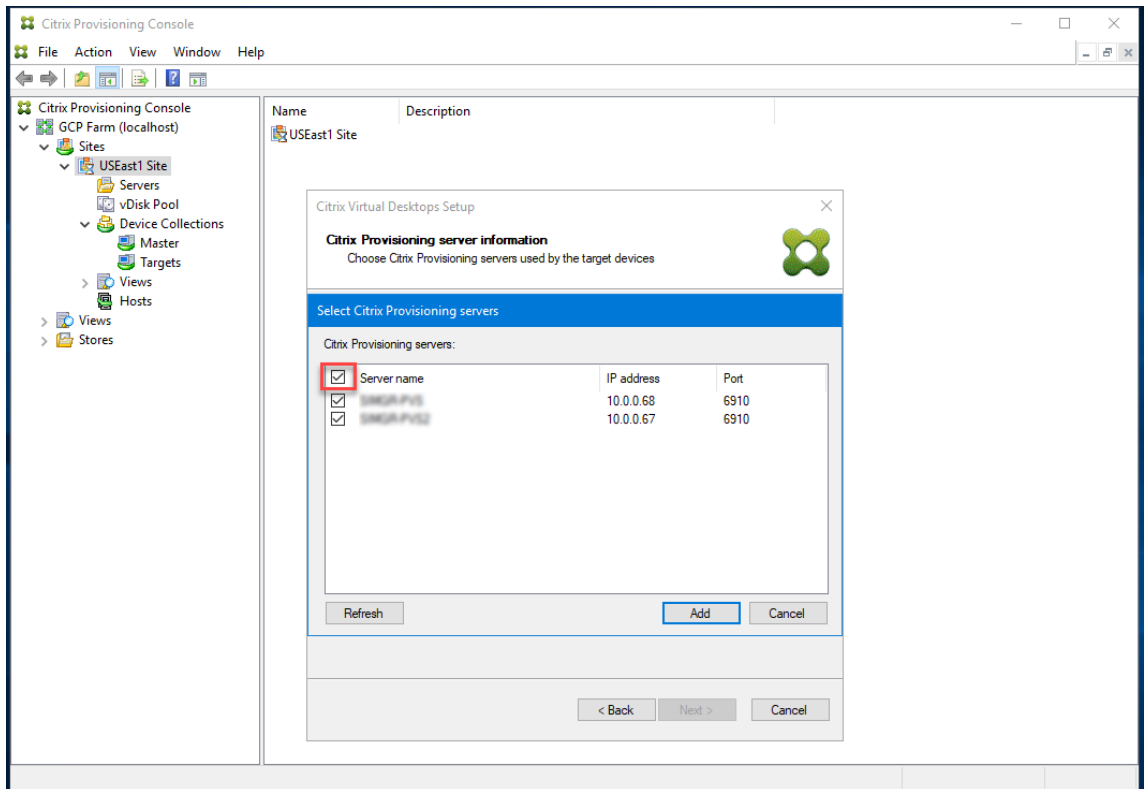 Citrix Provisioning Console
File Action View Window Help
Citrix Provisioning Console
GCP Farm (localhost)
Sites
USEast1 Site
Servers
vDisk Pool
Device Collections
Master
Targets
Views
Hosts
Views
Stores
Name Description
USEast1 Site
Citrix Virtual Desktops Setup
Citrix Provisioning server information
Choose Citrix Provisioning servers used by the target devices
Select Citrix Provisioning servers
Citrix Provisioning servers:
Server name IP address Port
10.0.0.68 6910
10.0.0.67 6910
Refresh Add Cancel
< Back Next > Cancel